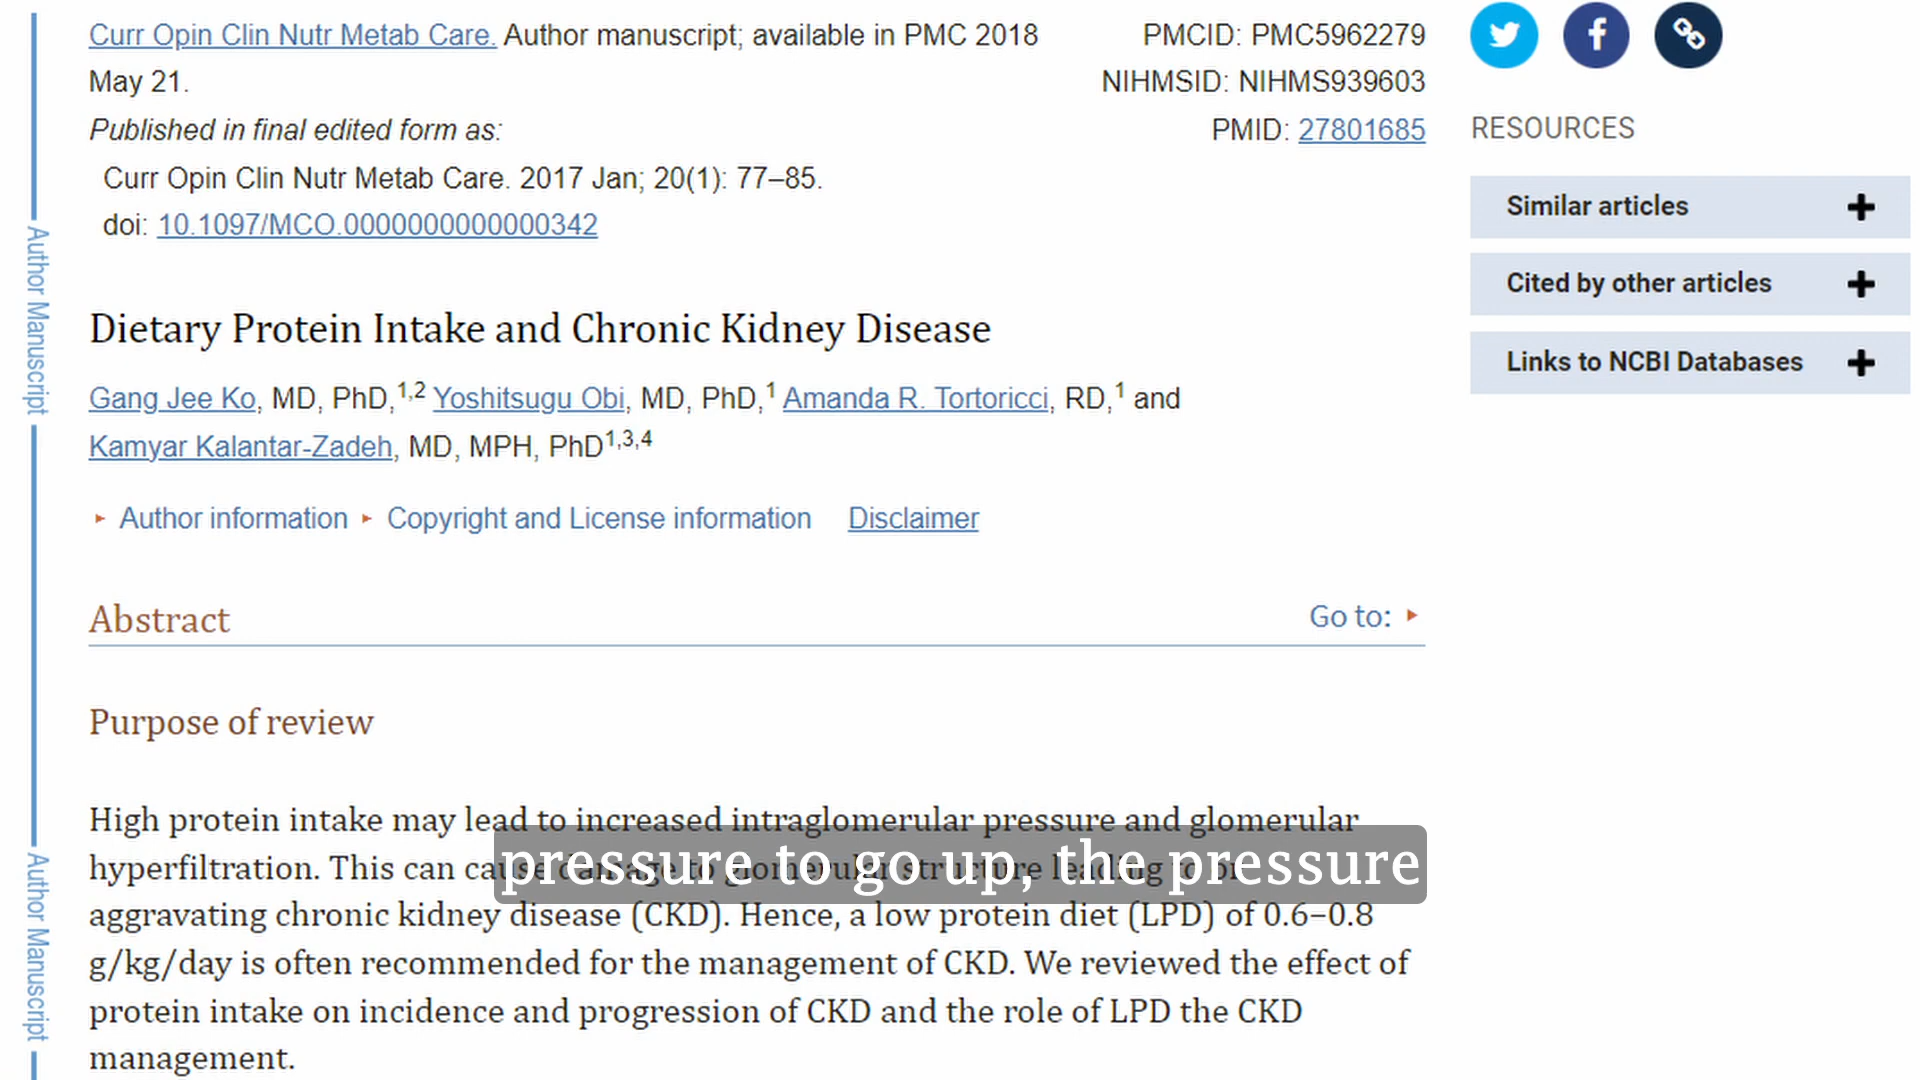 Curr Opin Clin Nutr Metab Care. Author manuscript; available in PMC 2018
May 21.
Published in final edited form as:
Curr Opin Clin Nutr Metab Care. 2017 Jan; 20(1): 77–85.
doi: 10.1097/MCO.0000000000000342
PMCID: PMC5962279
NIHMSID: NIHMS939603
PMID: 27801685
Dietary Protein Intake and Chronic Kidney Disease
Gang Jee Ko, MD, PhD,1,2 Yoshitsugu Obi, MD, PhD,1 Amanda R. Tortoricci, RD,1 and
Kamyar Kalantar-Zadeh, MD, MPH, PhD1,3,4
Author information Copyright and License information Disclaimer
Abstract
Go to:
Purpose of review
High protein intake may lead to increased intraglomerular pressure and glomerular
hyperfiltration. This can cause damage to glomerular structure leading to or
aggravating chronic kidney disease (CKD). Hence, a low protein diet (LPD) of 0.6–0.8
g/kg/day is often recommended for the management of CKD. We reviewed the effect of
protein intake on incidence and progression of CKD and the role of LPD the CKD
management.
pressure to go up, the pressure
RESOURCES
Similar articles
Cited by other articles
Links to NCBI Databases
Author Manuscript
Author Manuscript